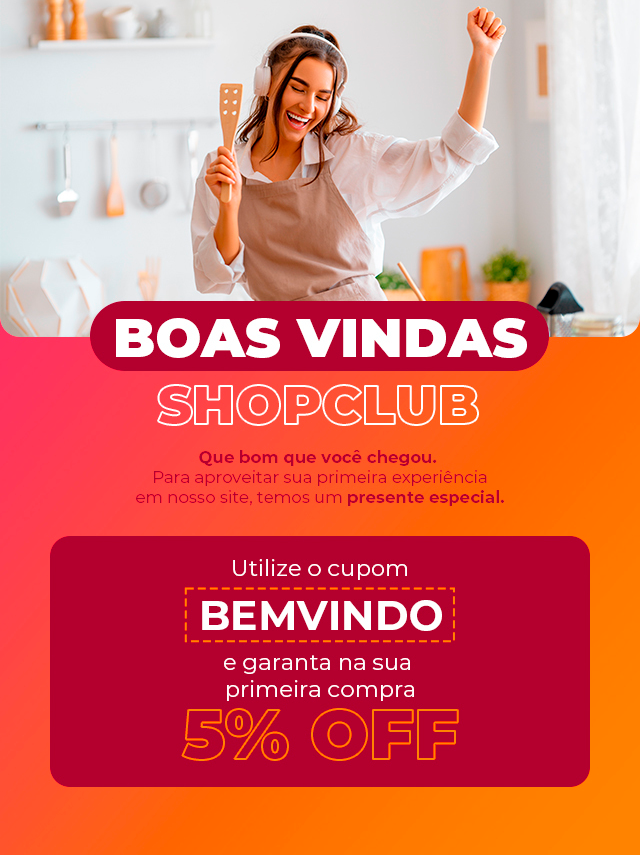 BOAS VINDAS
SHOPCLUB
Que bom que você chegou.
Para aproveitar sua primeira experiência
em nosso site, temos um presente especial.
Utilize o cupom
BEMVINDO
e garanta na sua
primeira compra
5% OFF